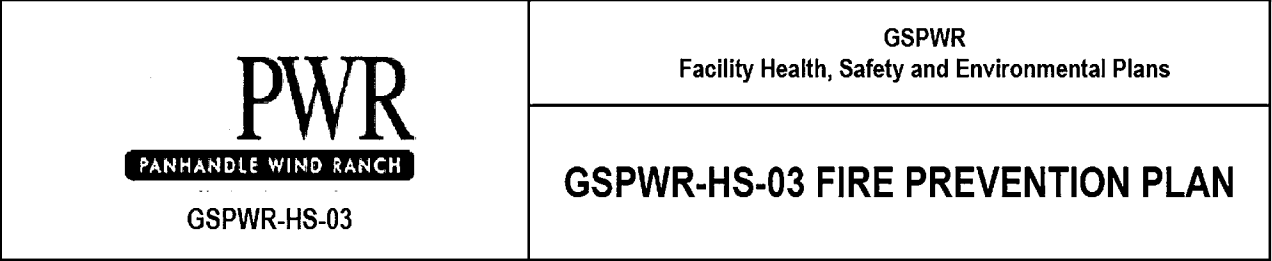 PWR
PANHANDLE WIND RANCH
GSPWR-HS-03
GSPWR
Facility Health, Safety and Environmental Plans
GSPWR-HS-03 FIRE PREVENTION PLAN